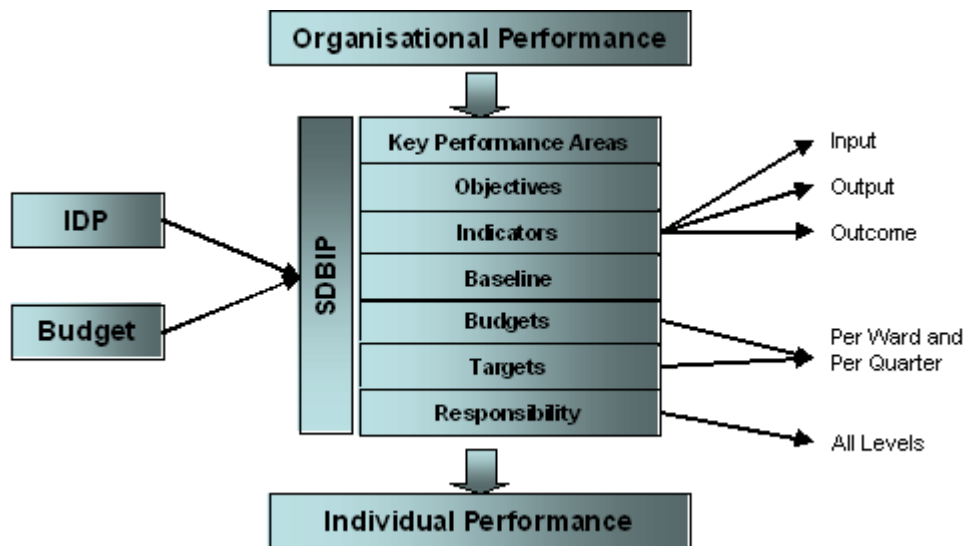 Organisational Performance
Key Performance Areas
Input
Objectives
Output
IDP
Indicators
Outcome
SDBIP
Baseline
Budget
Budgets
Per Ward and
Per Quarter
Targets
Responsibility
All Levels
Individual Performance